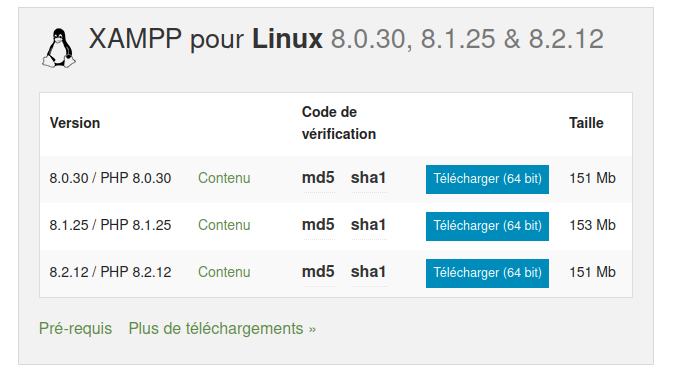 XAMPP pour Linux 8.0.30, 8.1.25 & 8.2.12
Version Code de vérification Taille
8.0.30 / PHP 8.0.30 Contenu md5 sha1 Télécharger (64 bit) 151 Mb
8.1.25 / PHP 8.1.25 Contenu md5 sha1 Télécharger (64 bit) 153 Mb
8.2.12 / PHP 8.2.12 Contenu md5 sha1 Télécharger (64 bit) 151 Mb
Pré-requis Plus de téléchargements »